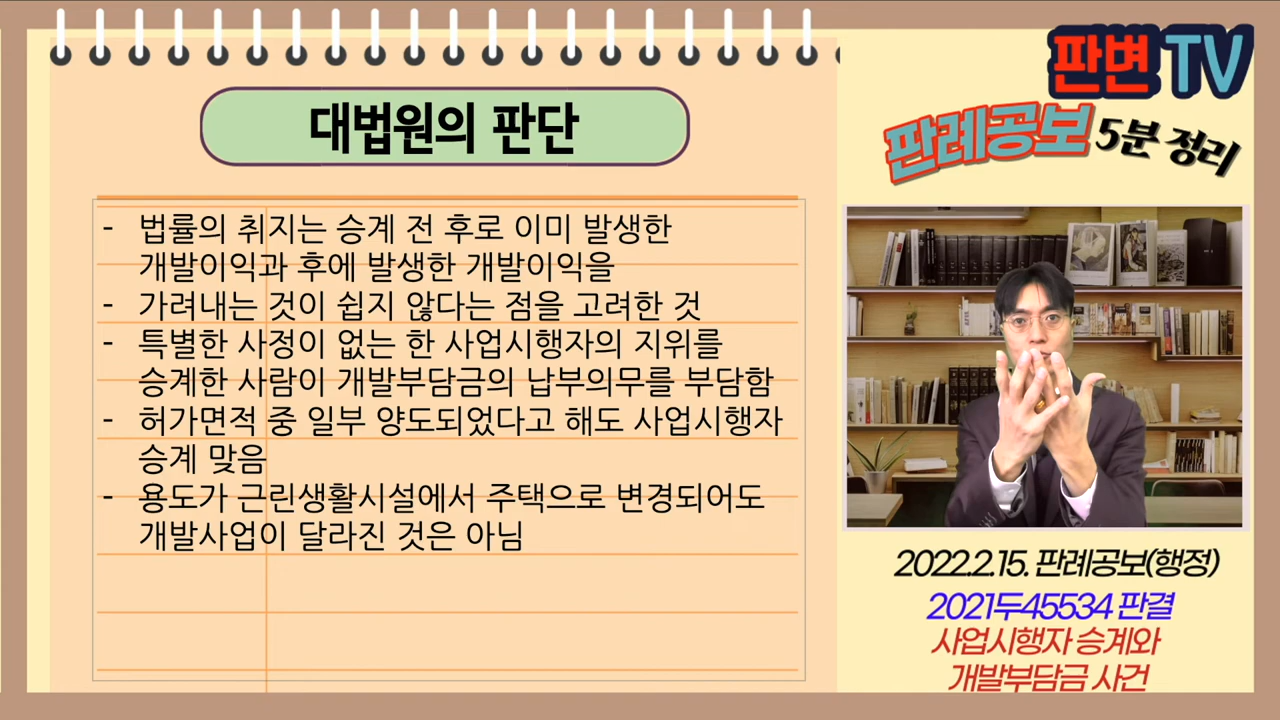 대법원의 판단
- 법률의 취지는 승계 전 후로 이미 발생한
개발이익과 후에 발생한 개발이익을
- 가려내는 것이 쉽지 않다는 점을 고려한 것
- 특별한 사정이 없는 한 사업시행자의 지위를
승계한 사람이 개발부담금의 납부의무를 부담함
- 허가면적 중 일부 양도되었다고 해도 사업시행자
승계 맞음
- 용도가 근린생활시설에서 주택으로 변경되어도
개발사업이 달라진 것은 아님
판변 TV
판례공보 5분 정리
2022.2.15. 판례공보(행정)
2021두45534 판결
사업시행자 승계와
개발부담금 사건